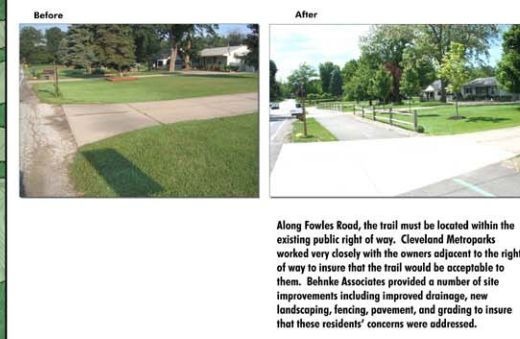 Before
After
Along Fowles Road, the trail must be located within the
existing public right of way. Cleveland Metroparks
worked very closely with the owners adjacent to the right
of way to insure that the trail would be acceptable to
them. Behnke Associates provided a number of site
improvements including improved drainage, new
landscaping, fencing, pavement, and grading to insure
that these residents' concerns were addressed.